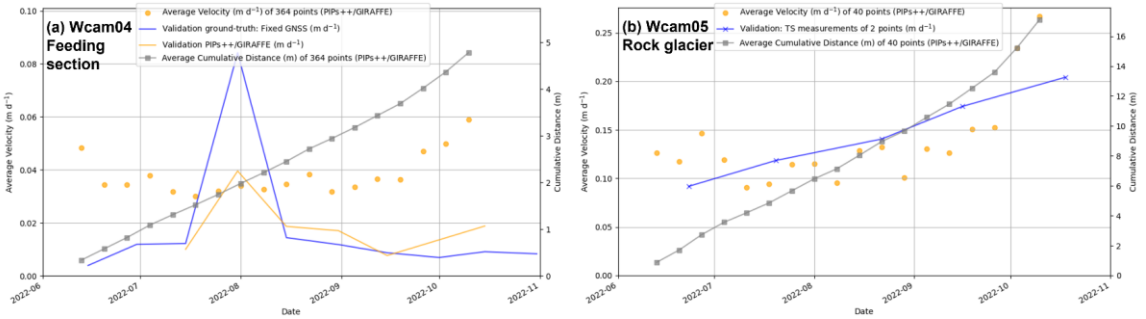 (a) Wcam04
Feeding
section
Average Velocity (m d⁻¹) of 364 points (PIPs++/GIRAFFE)
Validation ground-truth: Fixed GNSS (m d⁻¹)
Validation PIPs++/GIRAFFE (m d⁻¹)
Average Cumulative Distance (m) of 364 points (PIPs++/GIRAFFE)
Average Velocity (m d⁻¹)
0.10
0.08
0.06
0.04
0.02
0.00
2022-06
2022-07
2022-08
2022-09
2022-10
2022-11
Date
5
4
3
2
1
0
Cumulative Distance (m)
(b) Wcam05
Rock glacier
Average Velocity (m d⁻¹) of 40 points (PIPs++/GIRAFFE)
Validation: TS measurements of 2 points (m d⁻¹)
Average Cumulative Distance (m) of 40 points (PIPs++/GIRAFFE)
Average Velocity (m d⁻¹)
0.25
0.20
0.15
0.10
0.05
0.00
2022-06
2022-07
2022-08
2022-09
2022-10
2022-11
Date
16
14
12
10
8
6
4
2
0
Cumulative Distance (m)